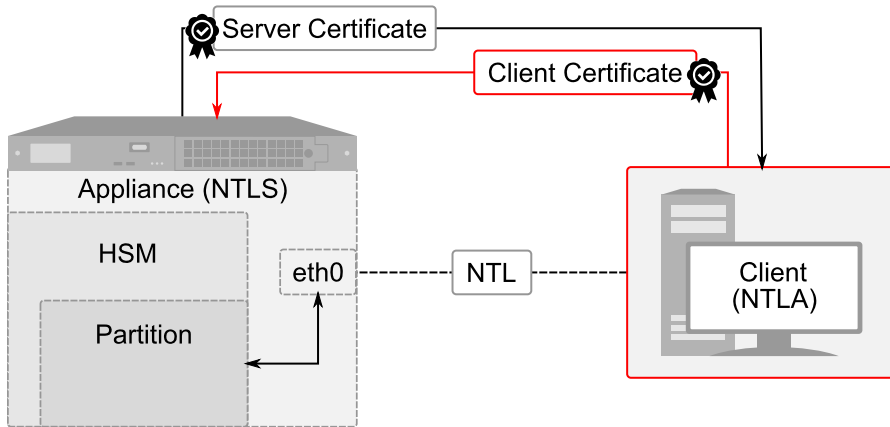 Server Certificate
Client Certificate
Appliance (NTLS)
HSM
eth0
NTL
Client
(NTLA)
Partition